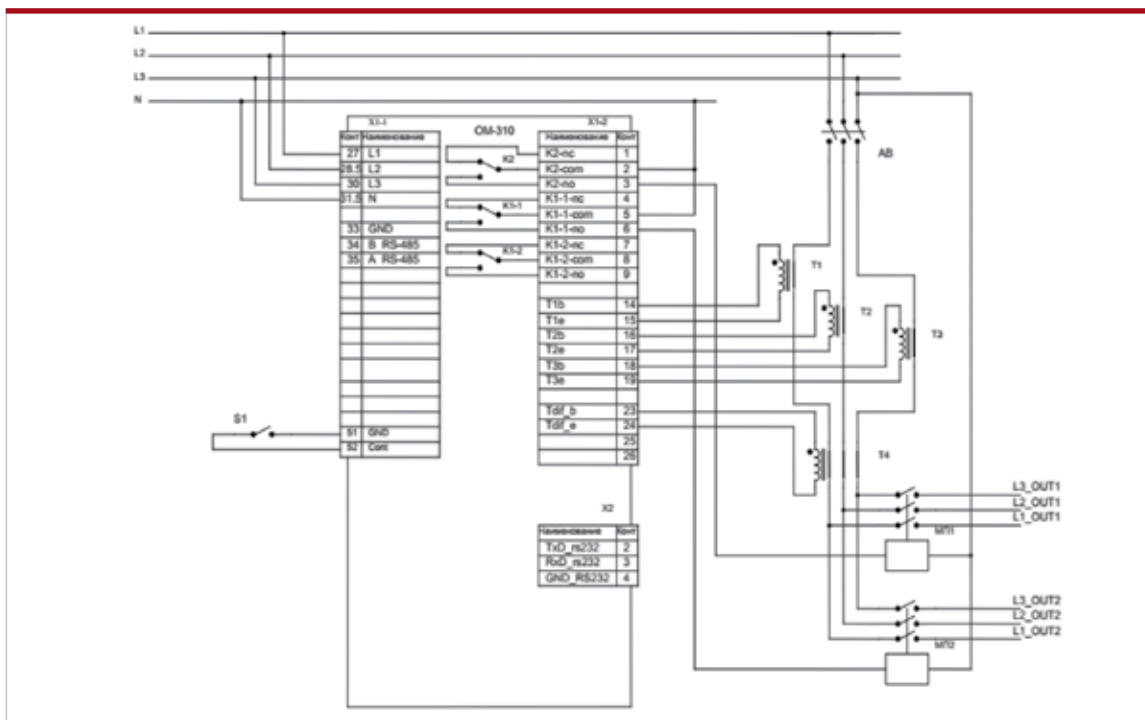 L1
L2
L3
N
X1-1
OM-310
X1-2
Конт Наименование
Наименование Конт
27 L1
28.5 L2
30 L3
31.5 N
33 GND
34 B RS-485
35 A RS-485
51 GND
52 Cont
S1
K2
K1-1
K1-2
K2-nc 1
K2-com 2
K2-no 3
K1-1-nc 4
K1-1-com 5
K1-1-no 6
K1-2-nc 7
K1-2-com 8
K1-2-no 9
T1b 14
T1e 15
T2b 16
T2e 17
T3b 18
T3e 19
Tdif_b 23
Tdif_e 24
25
26
X2
Наименование Конт
TxD_rs232 2
RxD_rs232 3
GND_RS232 4
АВ
T1
T2
T3
T4
L3_OUT1
L2_OUT1
L1_OUT1
МП1
L3_OUT2
L2_OUT2
L1_OUT2
МП2